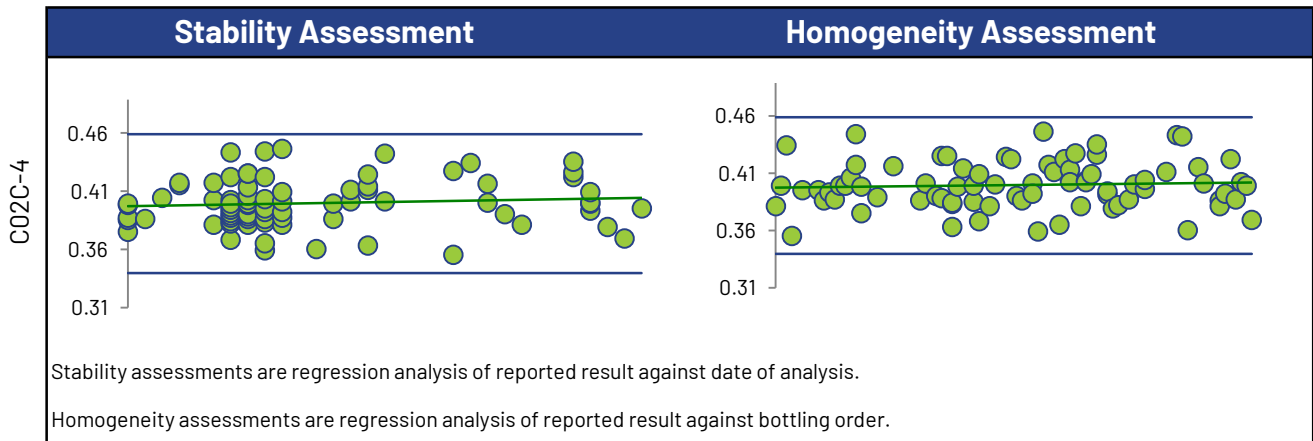 Stability Assessment
Homogeneity Assessment
C02C-4
0.46
0.41
0.36
0.31
0.46
0.41
0.36
0.31
Stability assessments are regression analysis of reported result against date of analysis.
Homogeneity assessments are regression analysis of reported result against bottling order.